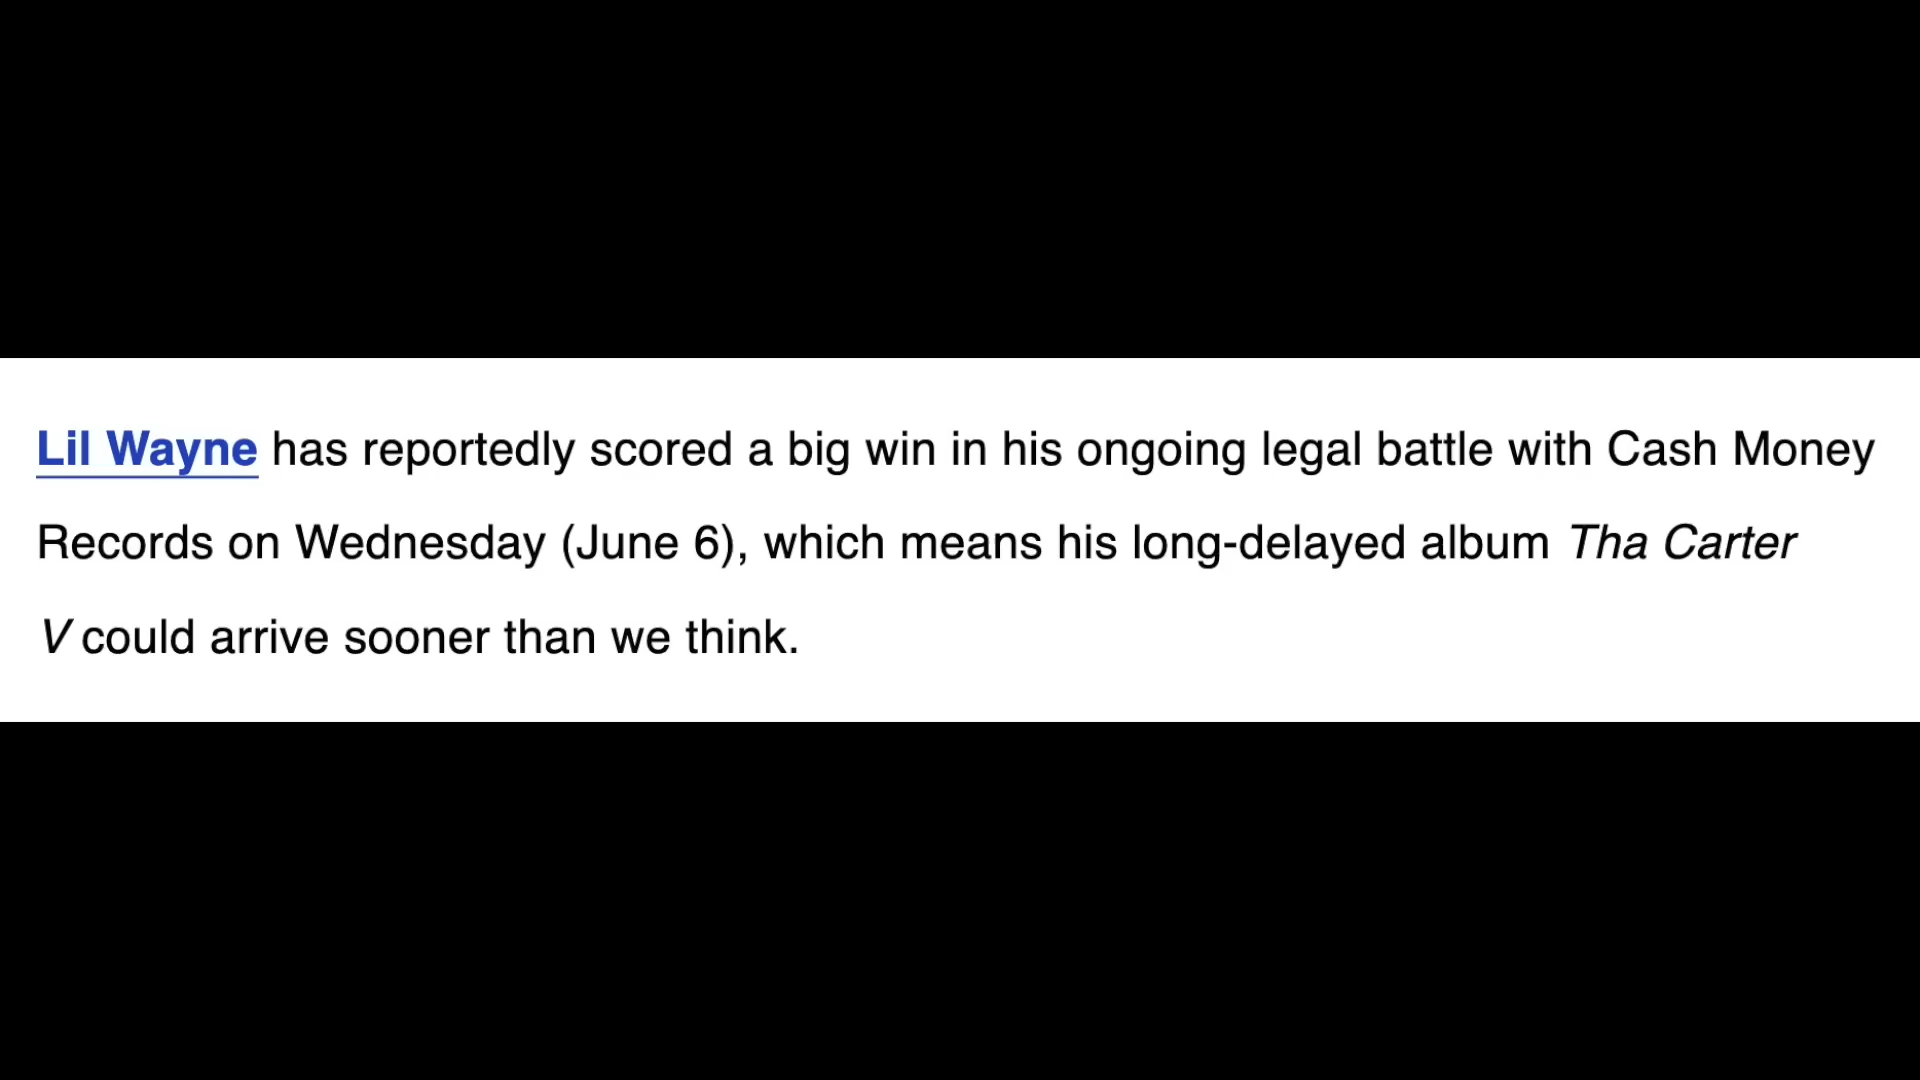 Lil Wayne has reportedly scored a big win in his ongoing legal battle with Cash Money
Records on Wednesday (June 6), which means his long-delayed album Tha Carter
V could arrive sooner than we think.